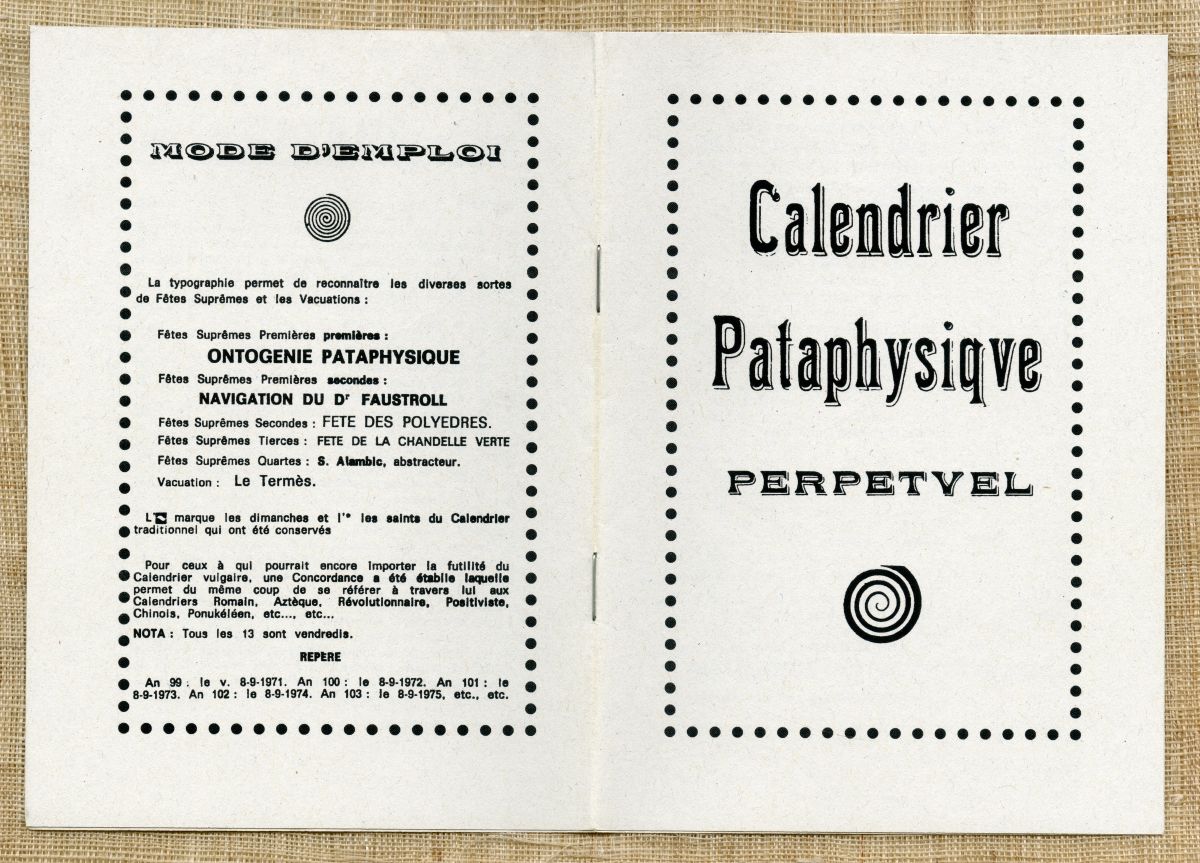 MODE D'EMPLOI
La typographie permet de reconnaître les diverses sortes
de Fêtes Suprêmes et les Vacuations :
Fêtes Suprêmes Premières premières :
ONTOGENIE PATAPHYSIQUE
Fêtes Suprêmes Premières secondes :
NAVIGATION DU Dr FAUSTROLL
Fêtes Suprêmes Secondes : FETE DES POLYEDRES.
Fêtes Suprêmes Tierces : FETE DE LA CHANDELLE VERTE
Fêtes Suprêmes Quartes : S. Alambic, abstracteur.
Vacuation : Le Termès.
L' marque les dimanches et l'* les saints du Calendrier
traditionnel qui ont été conservés
Pour ceux à qui pourrait encore importer la futilité du
Calendrier vulgaire, une Concordance a été établie laquelle
permet du même coup de se référer à travers lui aux
Calendriers Romain, Aztèque, Révolutionnaire, Positiviste,
Chinois, Ponukéléen, etc..., etc...
NOTA : Tous les 13 sont vendredis.
REPÈRE
An 99 : le v. 8-9-1971. An 100 : le 8-9-1972. An 101 : le
8-9-1973. An 102 : le 8-9-1974. An 103 : le 8-9-1975, etc., etc.
Calendrier
Pataphysiqve
PERPETVEL